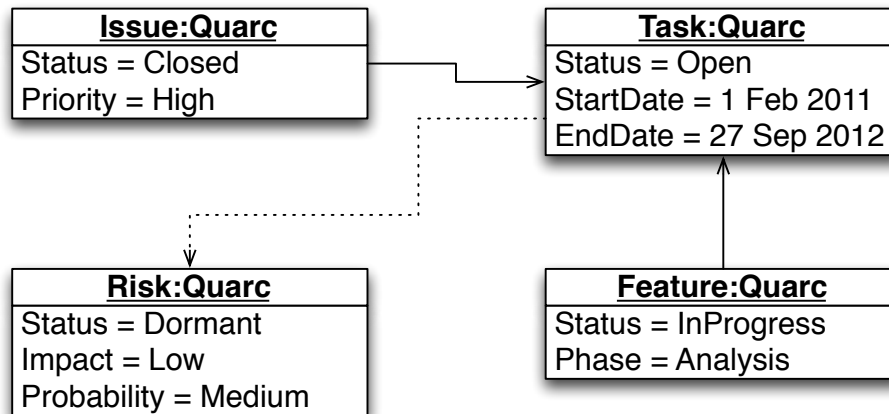 Issue:Quarc
Status = Closed
Priority = High
Task:Quarc
Status = Open
StartDate = 1 Feb 2011
EndDate = 27 Sep 2012
Risk:Quarc
Status = Dormant
Impact = Low
Probability = Medium
Feature:Quarc
Status = InProgress
Phase = Analysis